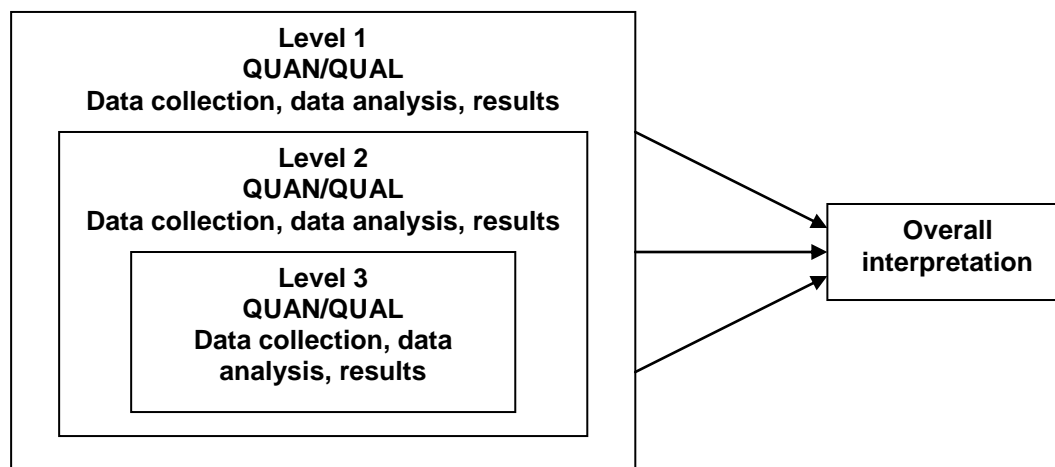 Level 1
QUAN/QUAL
Data collection, data analysis, results
Level 2
QUAN/QUAL
Data collection, data analysis, results
Level 3
QUAN/QUAL
Data collection, data
analysis, results
Overall
interpretation